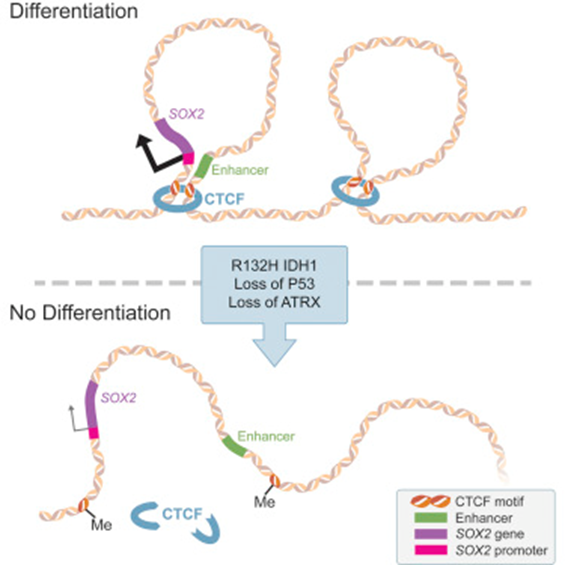 Differentiation
SOX2
Enhancer
CTCF
R132H IDH1
Loss of P53
Loss of ATRX
No Differentiation
SOX2
Enhancer
Me
CTCF
Me
CTCF motif
Enhancer
SOX2 gene
SOX2 promoter